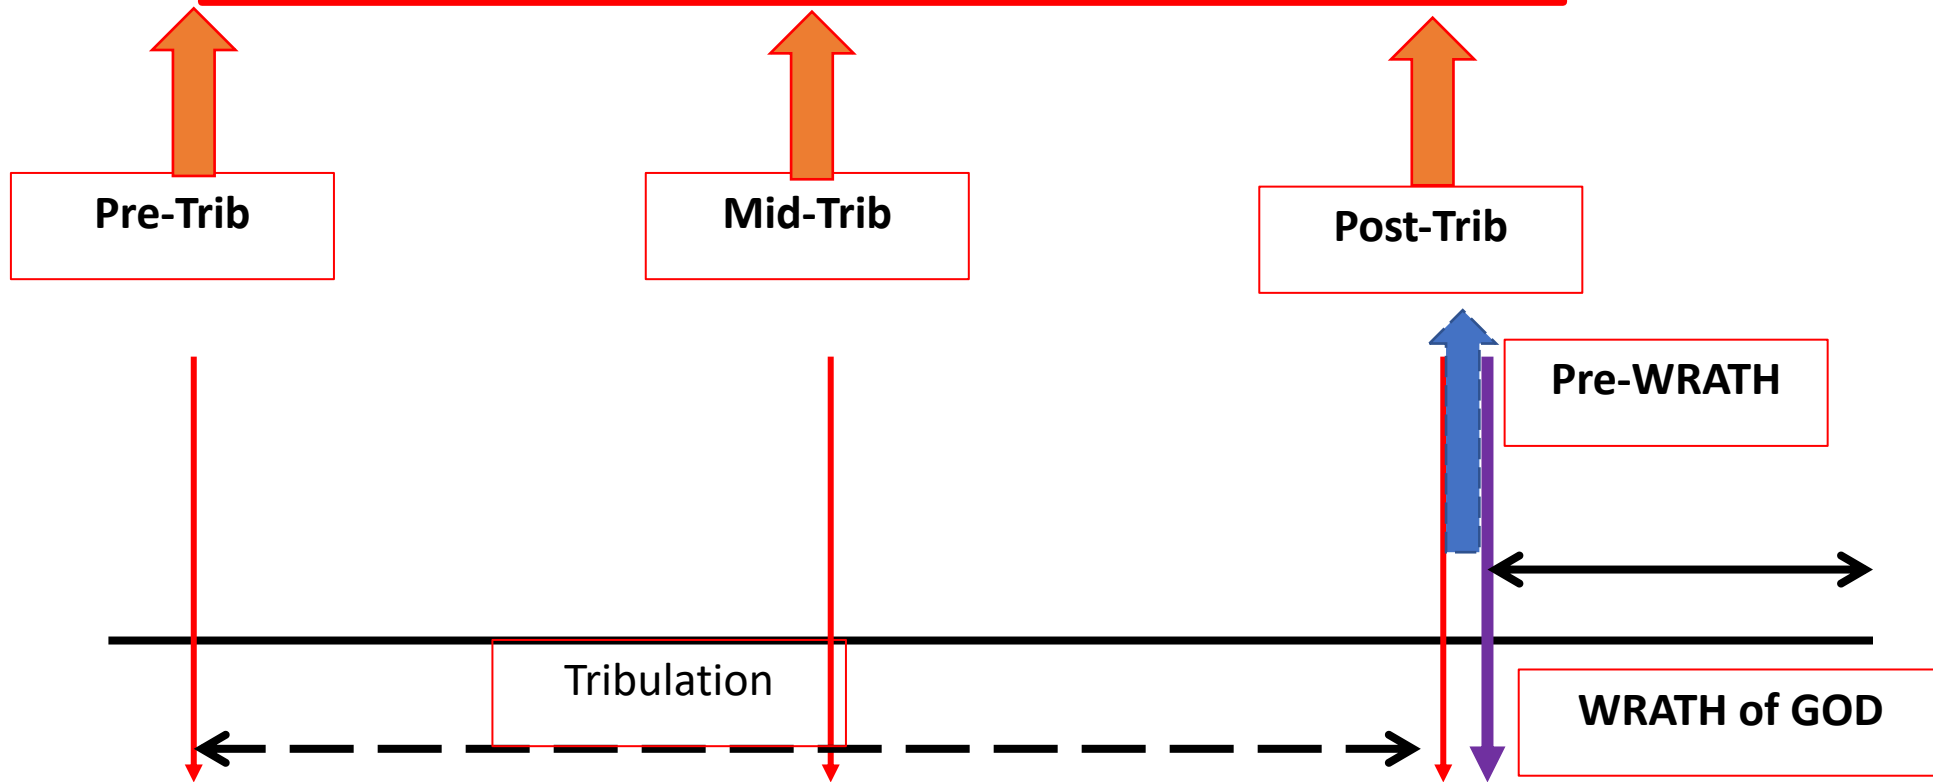 Pre-Trib
Mid-Trib
Post-Trib
Pre-WRATH
Tribulation
WRATH of GOD